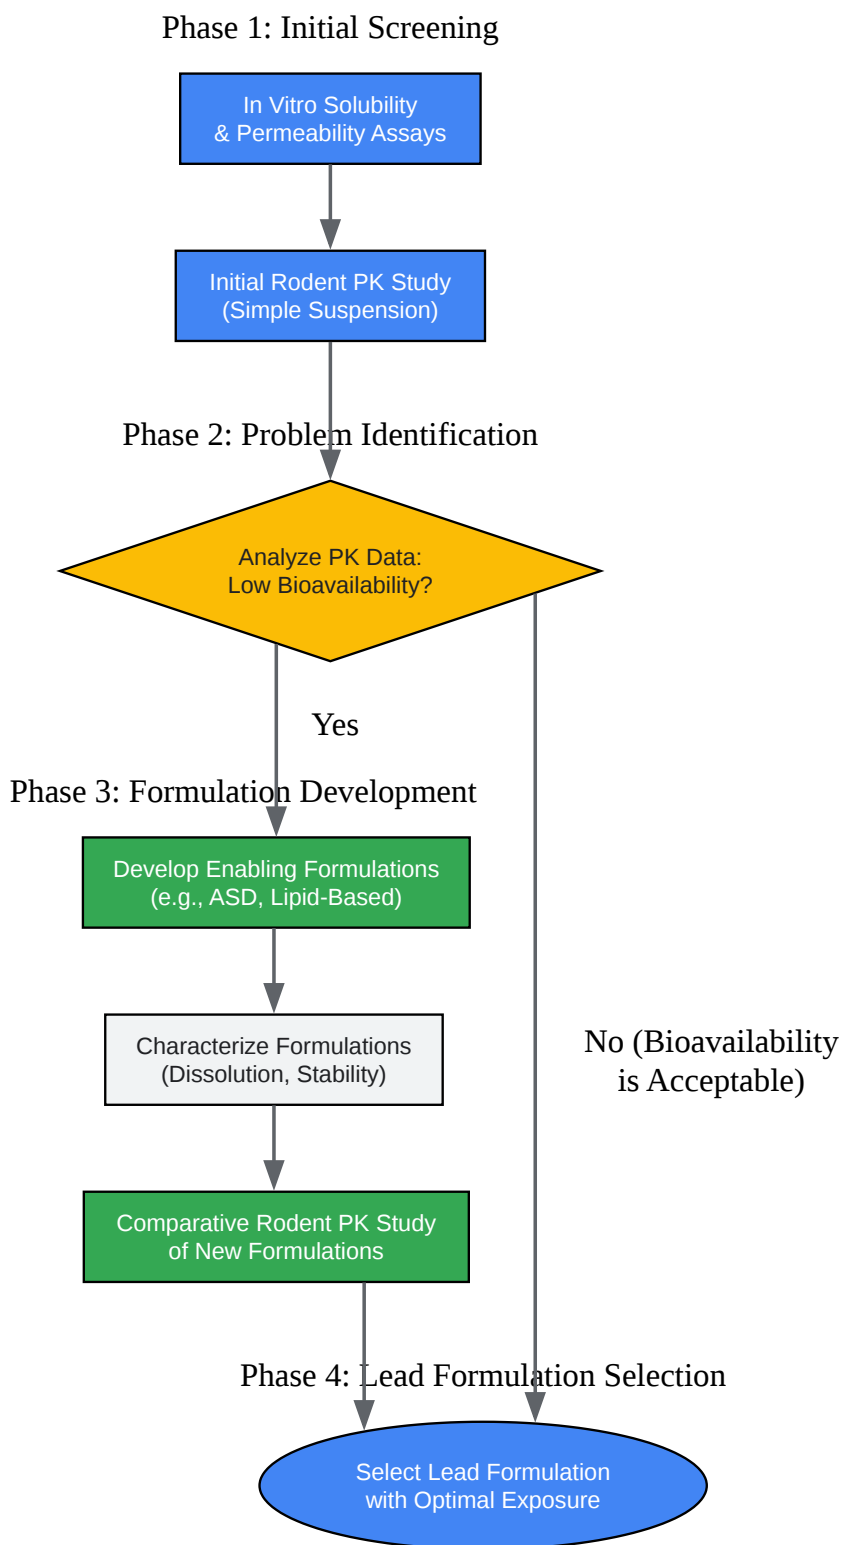 Phase 1: Initial Screening
In Vitro Solubility
& Permeability Assays
Initial Rodent PK Study
(Simple Suspension)
Phase 2: Problem Identification
Analyze PK Data:
Low Bioavailability?
Yes
Phase 3: Formulation Development
Develop Enabling Formulations
(e.g., ASD, Lipid-Based)
Characterize Formulations
(Dissolution, Stability)
No (Bioavailability
is Acceptable)
Comparative Rodent PK Study
of New Formulations
Phase 4: Lead Formulation Selection
Select Lead Formulation
with Optimal Exposure